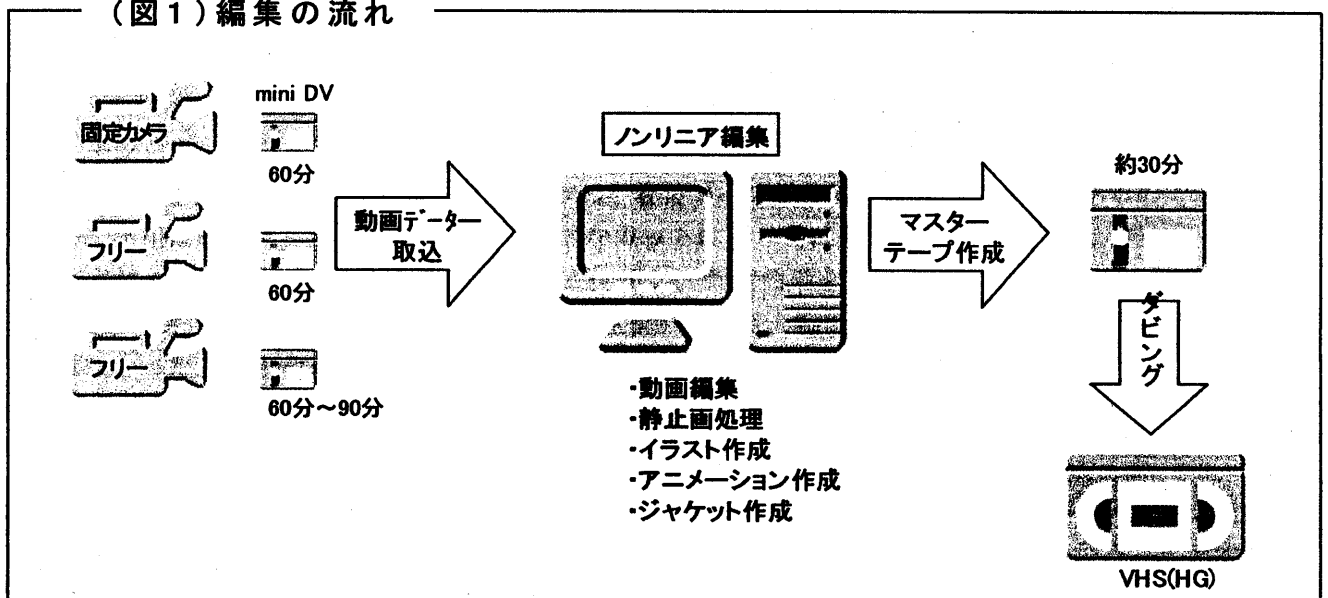 （図１）編集の流れ
mini DV
固定カメラ
60分
フリー
60分
フリー
60分～90分
動画データー
取込
ノンリニア編集
・動画編集
・静止画処理
・イラスト作成
・アニメーション作成
・ジャケット作成
マスター
テープ作成
約30分
ダビング
VHS(HG)